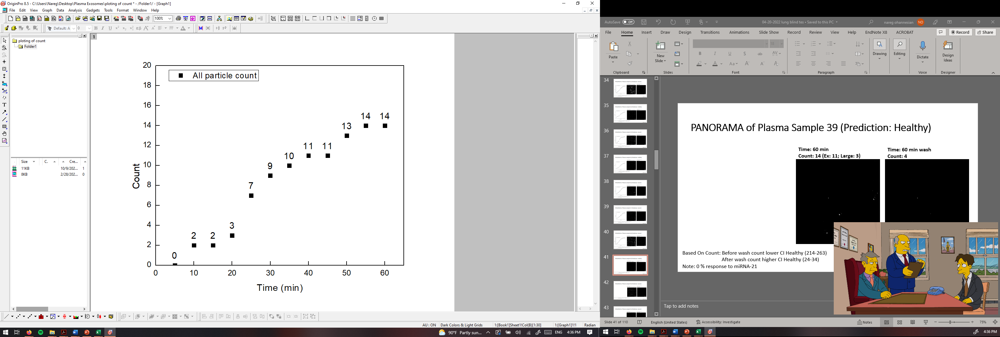 OriginPro 8.5 - C:\Users\Nareg\Desktop\Plasma Exosomes\ploting of count * - /Folder1/ - [Graph1]
File Edit View Graph Data Analysis Gadgets Tools Format Window Help
100%
Default: A 0 B I U
1
ploting of count
Folder1
Size C. Cre...
11KB 10/9/202... 1
8KB 2/28/202... 0
All particle count
20
18
16
14
12
10
8
6
4
2
0
Count
0 2 2 3 7 9 10 11 11 13 14 14
0 10 20 30 40 50 60
Time (min)
AU : ON Dark Colors & Light Grids 1:[Book1]Sheet1!Col(B)[1:30] 1:[Graph1]1!1 Radian
90°F Partly sun... ENG 4:36 PM
AutoSave Off 04-20-2022 lung blind tes • Saved to this PC nareg ohannesian NO
File Home Insert Draw Design Transitions Animations Slide Show Record Review View Help EndNote X8 ACROBAT Record Share
Paste
New Slide
18
B I U S ab AV
Aa A A
Drawing
Editing
Dictate
Design Ideas
Clipboard Slides Font Paragraph Voice Designer
34
35
36
37
38
39
40
41
42
43
PANORAMA of Plasma Sample 39 (Prediction: Healthy)
Time: 60 min
Count: 14 (Ex: 11; Large: 3)
Time: 60 min wash
Count: 4
Based On Count: Before wash count lower CI Healthy (214-263)
After wash count higher CI Healthy (24-34)
Note: 0 % response to miRNA-21
Tap to add notes
Slide 41 of 110 English (United States) Accessibility: Investigate Notes 75%
4:36 PM